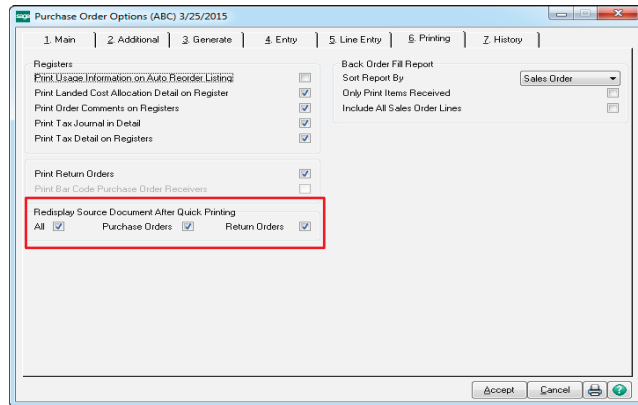 sage Purchase Order Options (ABC) 3/25/2015
1. Main 2. Additional 3. Generate 4. Entry 5. Line Entry 6. Printing 7. History
Registers
Print Usage Information on Auto Reorder Listing
Print Landed Cost Allocation Detail on Register
Print Order Comments on Registers
Print Tax Journal in Detail
Print Tax Detail on Registers
Back Order Fill Report
Sort Report By Sales Order
Only Print Items Received
Include All Sales Order Lines
Print Return Orders
Print Bar Code Purchase Order Receivers
Redisplay Source Document After Quick Printing
All Purchase Orders Return Orders
Accept Cancel ?